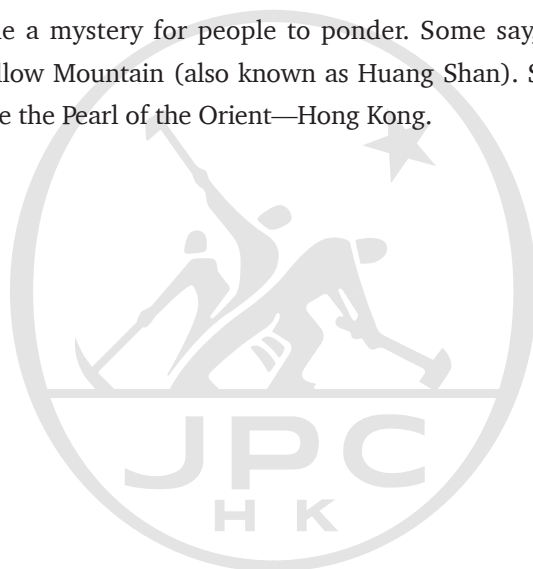 e a mystery for people to ponder. Some say,
llow Mountain (also known as Huang Shan). S
e the Pearl of the Orient—Hong Kong.
JPC
HK